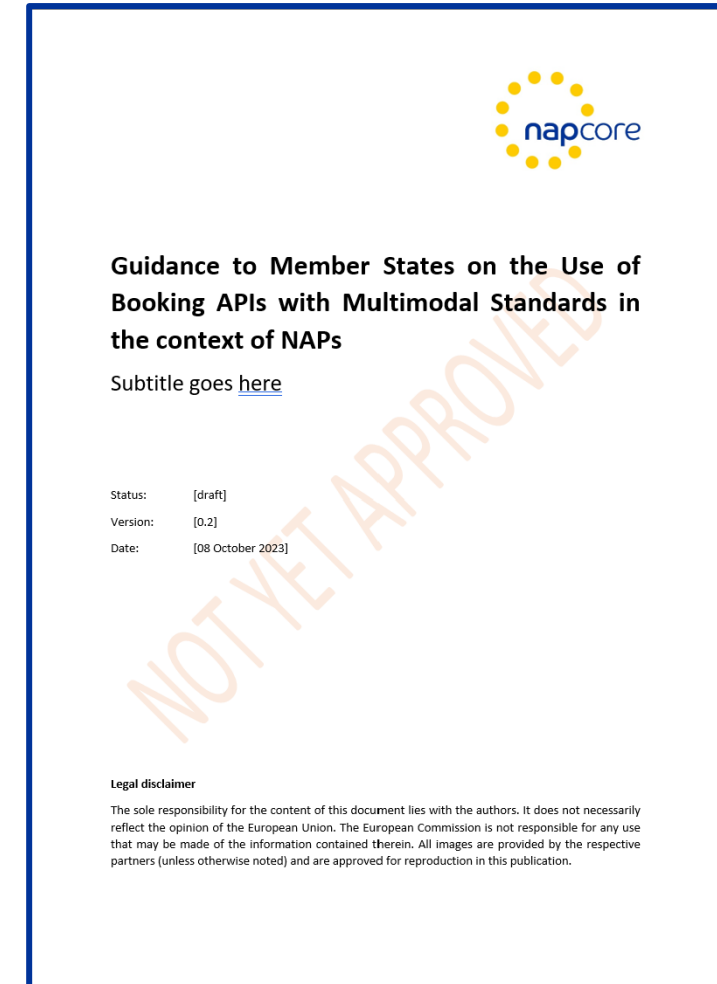 napcore
Guidance to Member States on the Use of
Booking APIs with Multimodal Standards in
the context of NAPs
Subtitle goes here
Status: [draft]
Version: [0.2]
Date: [08 October 2023]
NOT YET APPROVED
Legal disclaimer
The sole responsibility for the content of this document lies with the authors. It does not necessarily
reflect the opinion of the European Union. The European Commission is not responsible for any use
that may be made of the information contained therein. All images are provided by the respective
partners (unless otherwise noted) and are approved for reproduction in this publication.